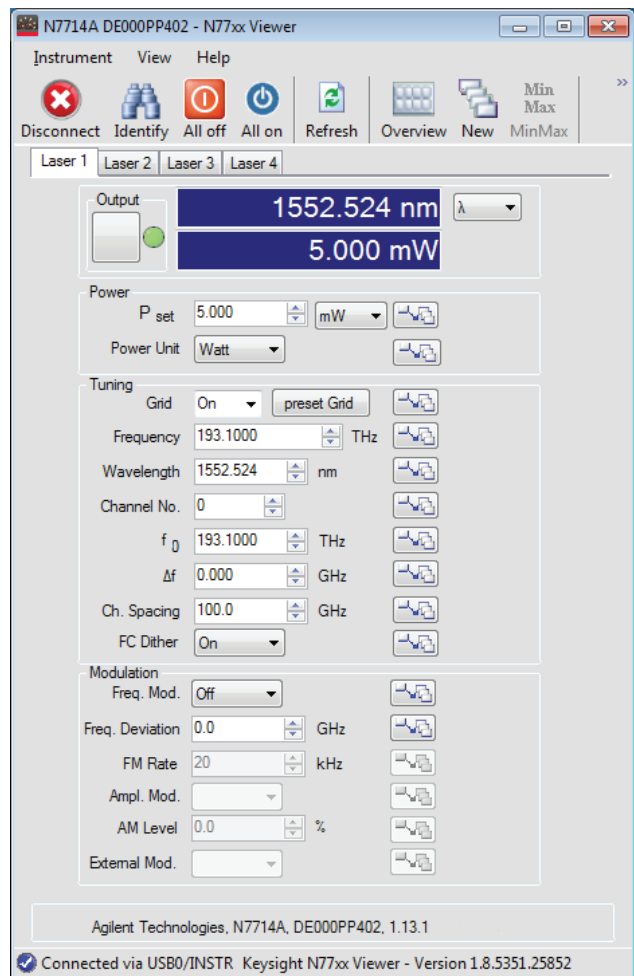 N7714A DE000PP402 - N77xx Viewer
Instrument View Help
Disconnect Identify All off All on Refresh Overview New Min Max MinMax »
Laser 1 Laser 2 Laser 3 Laser 4
Output
1552.524 nm λ
5.000 mW
Power
P set 5.000 mW
Power Unit Watt
Tuning
Grid On preset Grid
Frequency 193.1000 THz
Wavelength 1552.524 nm
Channel No. 0
f 0 193.1000 THz
Δf 0.000 GHz
Ch. Spacing 100.0 GHz
FC Dither On
Modulation
Freq. Mod. Off
Freq. Deviation 0.0 GHz
FM Rate 20 kHz
Ampl. Mod.
AM Level 0.0 %
External Mod.
Agilent Technologies, N7714A, DE000PP402, 1.13.1
Connected via USB0/INSTR Keysight N77xx Viewer - Version 1.8.5351.25852